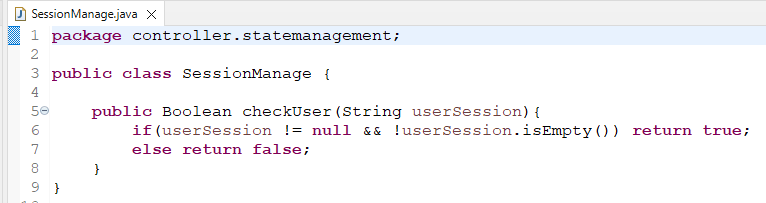 SessionManage.java
1 package controller.statemanagement;
2
3 public class SessionManage {
4
5 public Boolean checkUser(String userSession){
6 if(userSession != null && !userSession.isEmpty()) return true;
7 else return false;
8 }
9 }